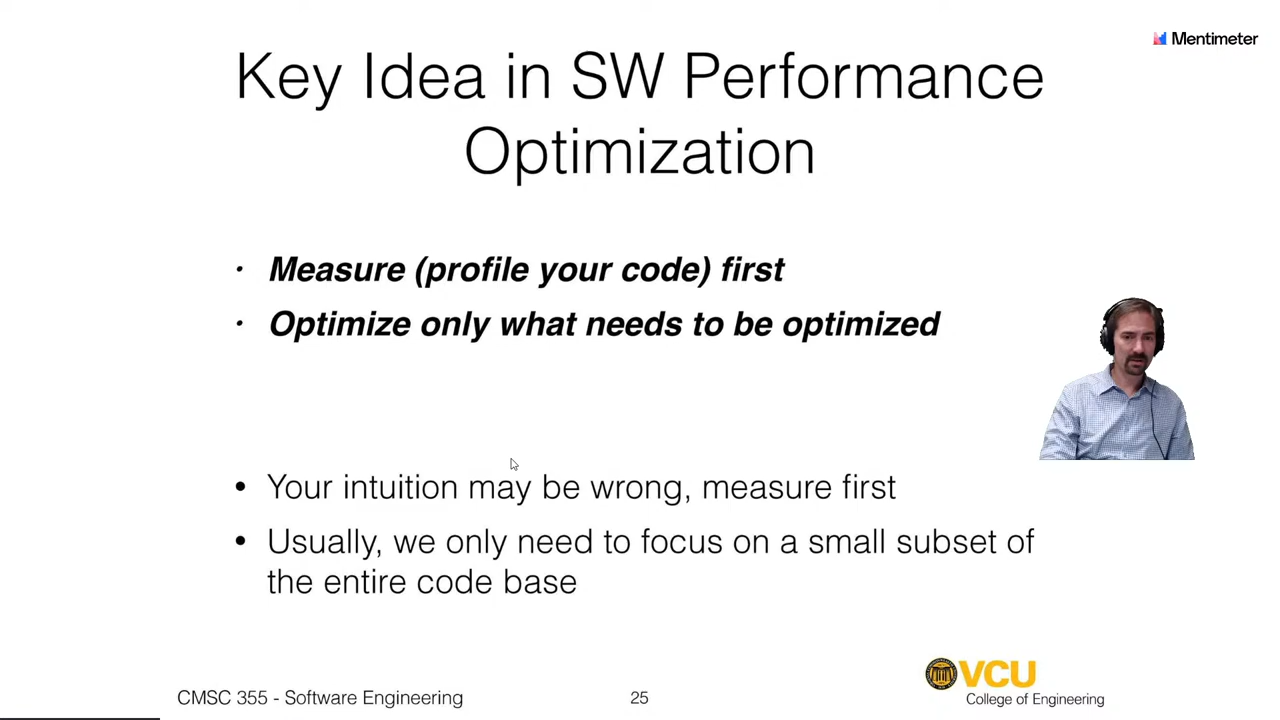 Mentimeter
Key Idea in SW Performance
Optimization
• Measure (profile your code) first
• Optimize only what needs to be optimized
• Your intuition may be wrong, measure first
• Usually, we only need to focus on a small subset of
the entire code base
CMSC 355 - Software Engineering
25
VCU
College of Engineering